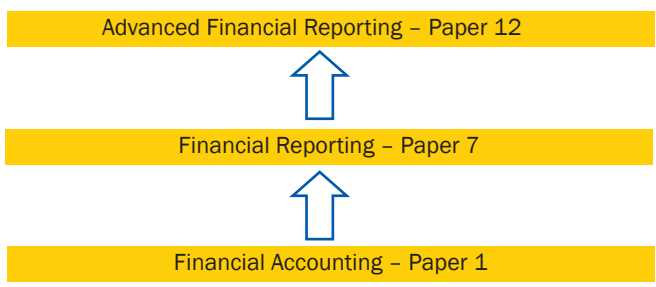 Advanced Financial Reporting – Paper 12
Financial Reporting – Paper 7
Financial Accounting – Paper 1